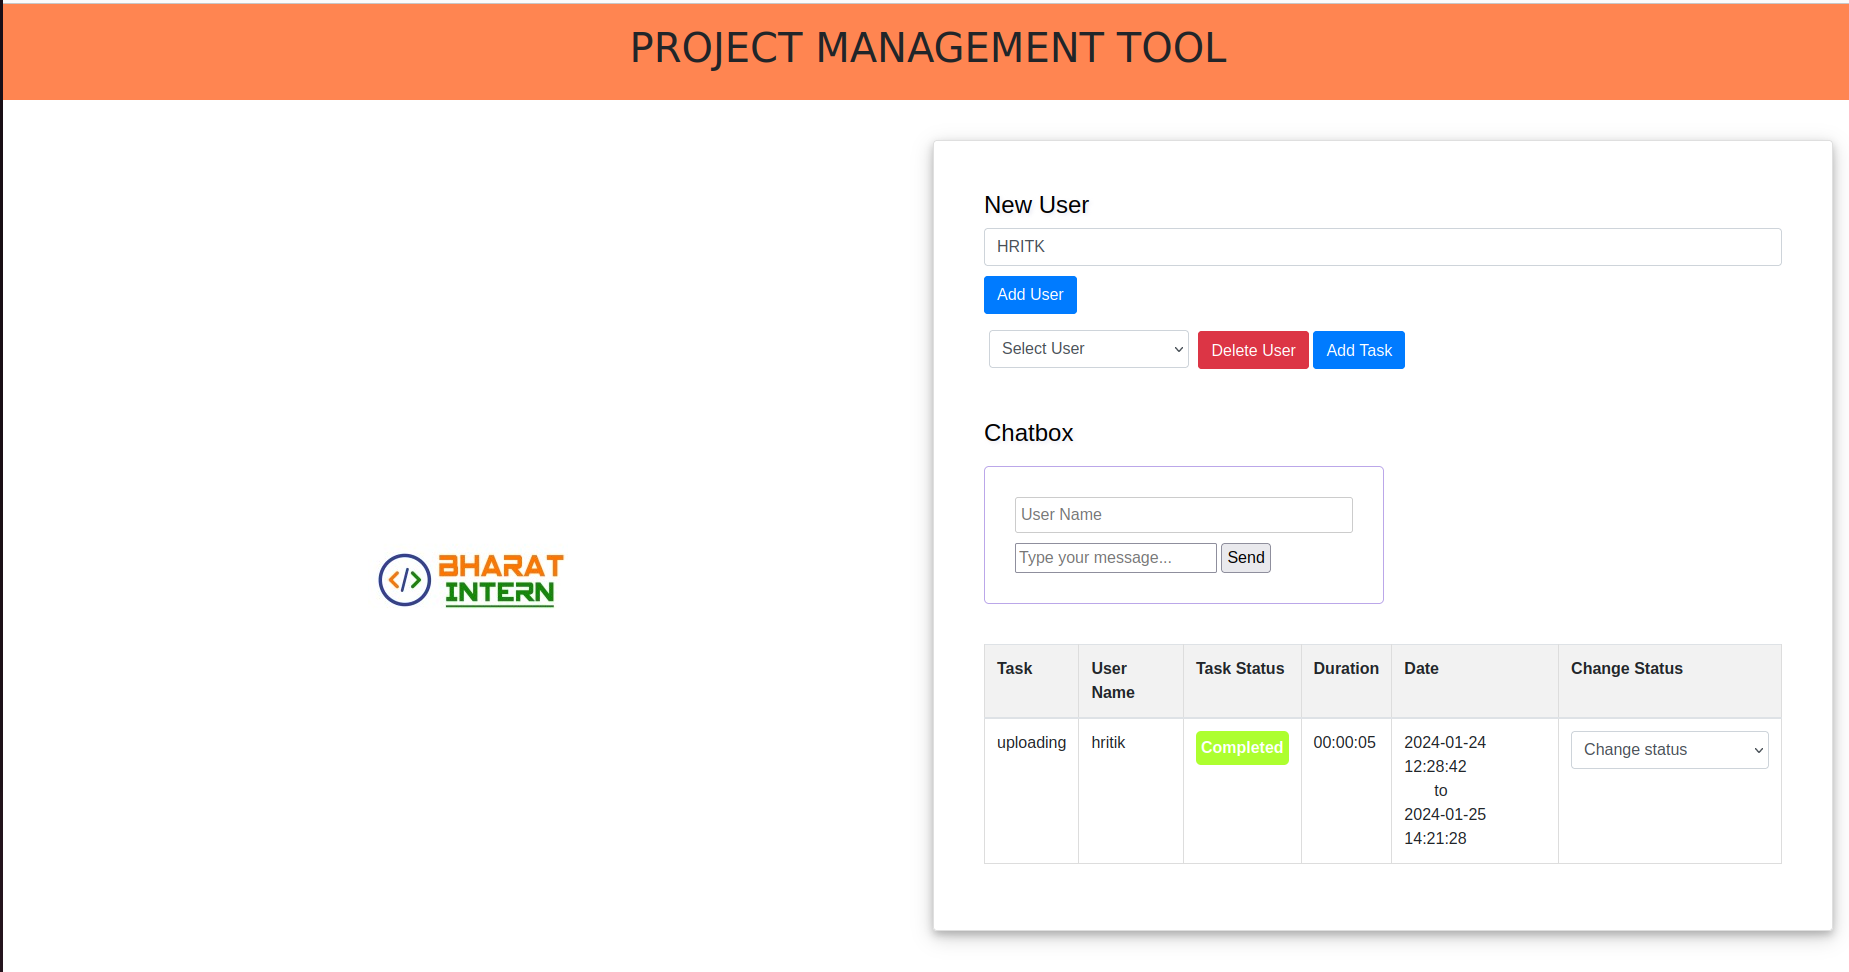 PROJECT MANAGEMENT TOOL
New User
HRITK
Add User
Select User
Delete User
Add Task
Chatbox
User Name
Type your message...
Send
BHARAT
INTERN
Task
User
Name
Task Status
Duration
Date
Change Status
uploading
hritik
Completed
00:00:05
2024-01-24
12:28:42
to
2024-01-25
14:21:28
Change status